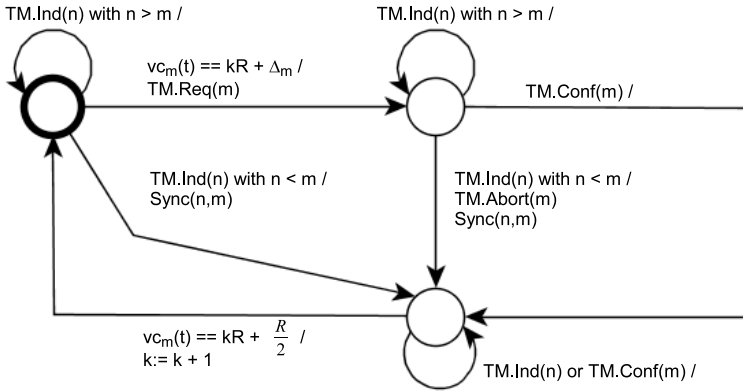 TM.Ind(n) with n > m /
TM.Ind(n) with n > m /
vcm(t) == kR + Δm /
TM.Req(m)
TM.Conf(m) /
TM.Ind(n) with n < m /
Sync(n,m)
TM.Ind(n) with n < m /
TM.Abort(m)
Sync(n,m)
vcm(t) == kR + R/2 /
k:= k + 1
TM.Ind(n) or TM.Conf(m) /